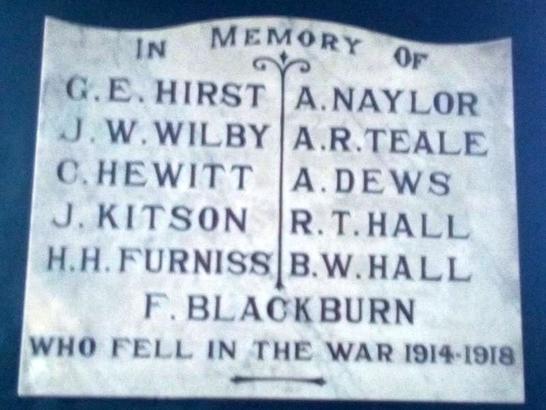 IN MEMORY OF
G. E. HIRST
J. W. WILBY
C. HEWITT
J. KITSON
H. H. FURNISS
A. NAYLOR
A. R. TEALE
A. DEWS
R. T. HALL
B. W. HALL
F. BLACKBURN
WHO FELL IN THE WAR 1914-1918